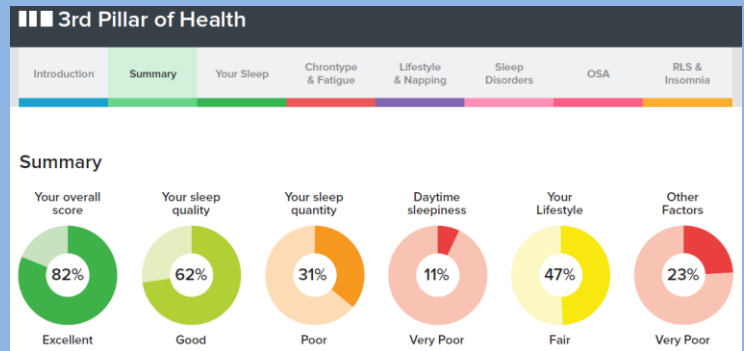 3rd Pillar of Health
Introduction
Summary
Your Sleep
Chrontype
& Fatigue
Lifestyle
& Napping
Sleep
Disorders
OSA
RLS &
Insomnia
Summary
Your overall
score
82%
Excellent
Your sleep
quality
62%
Good
Your sleep
quantity
31%
Poor
Daytime
sleepiness
11%
Very Poor
Your
Lifestyle
47%
Fair
Other
Factors
23%
Very Poor